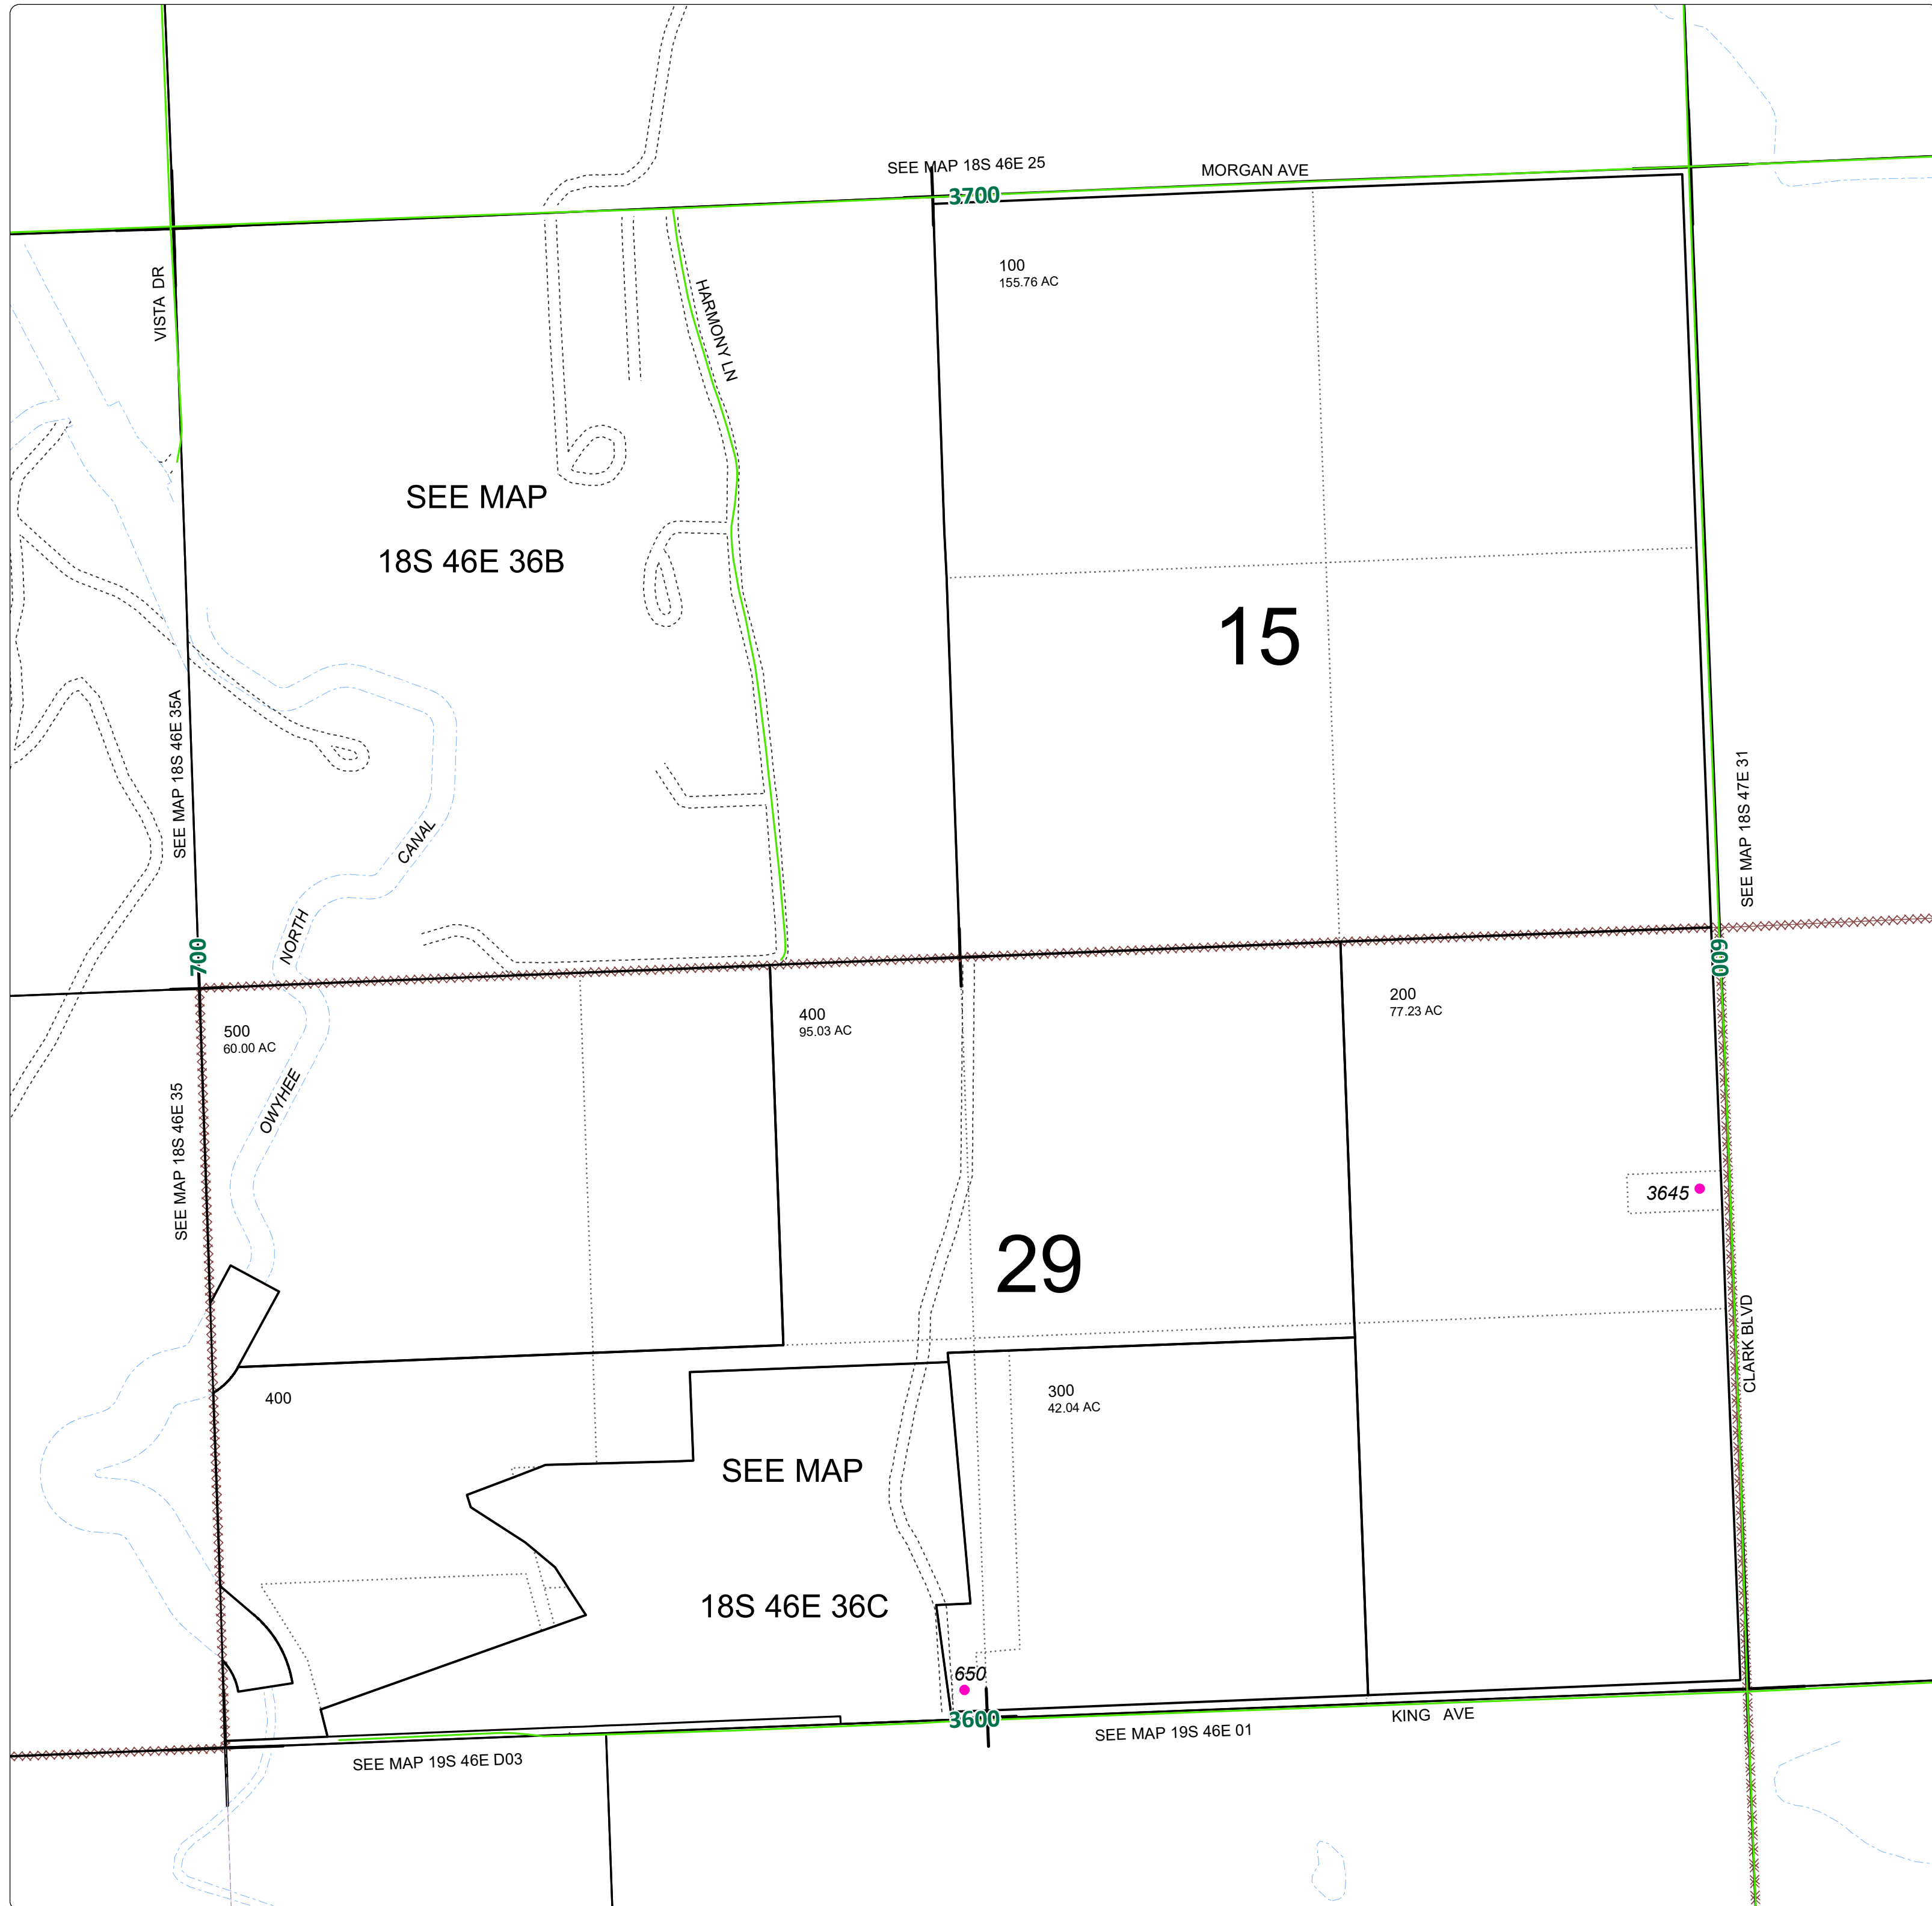 SEE MAP 18S 46E 25
MORGAN AVE
3700
VISTA DR
HARMONY LN
100
155.76 AC
SEE MAP
18S 46E 36B
15
SEE MAP 18S 46E 35A
SEE MAP 18S 47E 31
CANAL
NORTH
OWYHEE
700
600
500
60.00 AC
400
95.03 AC
200
77.23 AC
SEE MAP 18S 46E 35
3645
29
CLARK BLVD
400
300
42.04 AC
SEE MAP
18S 46E 36C
650
3600
KING AVE
SEE MAP 19S 46E 01
SEE MAP 19S 46E D03